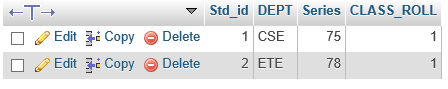 Std_id DEPT Series CLASS_ROLL
Edit Copy Delete 1 CSE 75 1
Edit Copy Delete 2 ETE 78 1